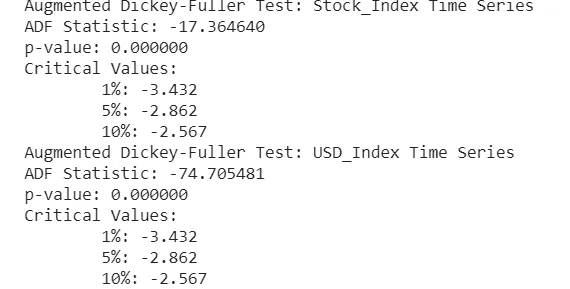 Augmented Dickey-Fuller Test: Stock_Index Time Series
ADF Statistic: -17.364640
p-value: 0.000000
Critical Values:
1%: -3.432
5%: -2.862
10%: -2.567
Augmented Dickey-Fuller Test: USD_Index Time Series
ADF Statistic: -74.705481
p-value: 0.000000
Critical Values:
1%: -3.432
5%: -2.862
10%: -2.567